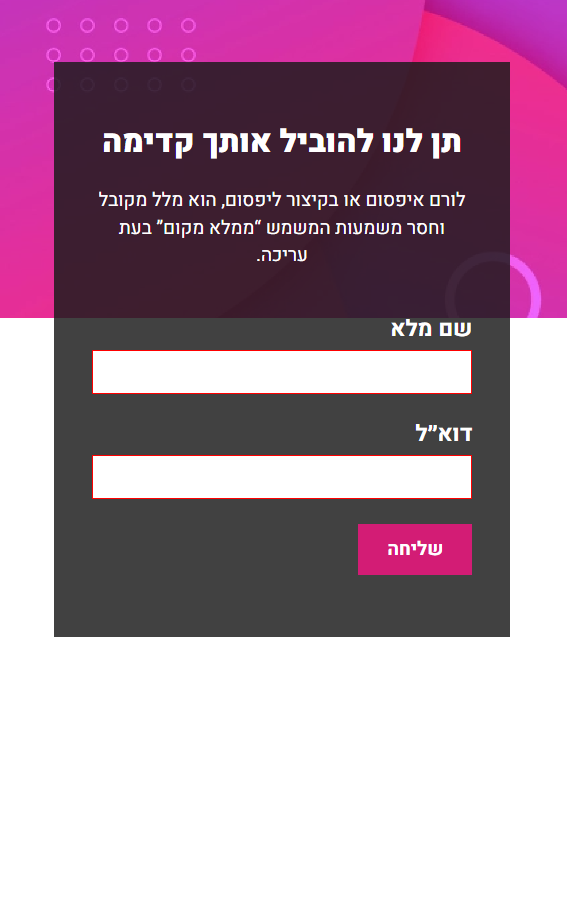 תן לנו להוביל אותך קדימה
לורם איפסום או בקיצור ליפסום, הוא מלל מקובל
וחסר משמעות המשמש “ממלא מקום” בעת
עריכה.
שם מלא
דוא”ל
שליחה